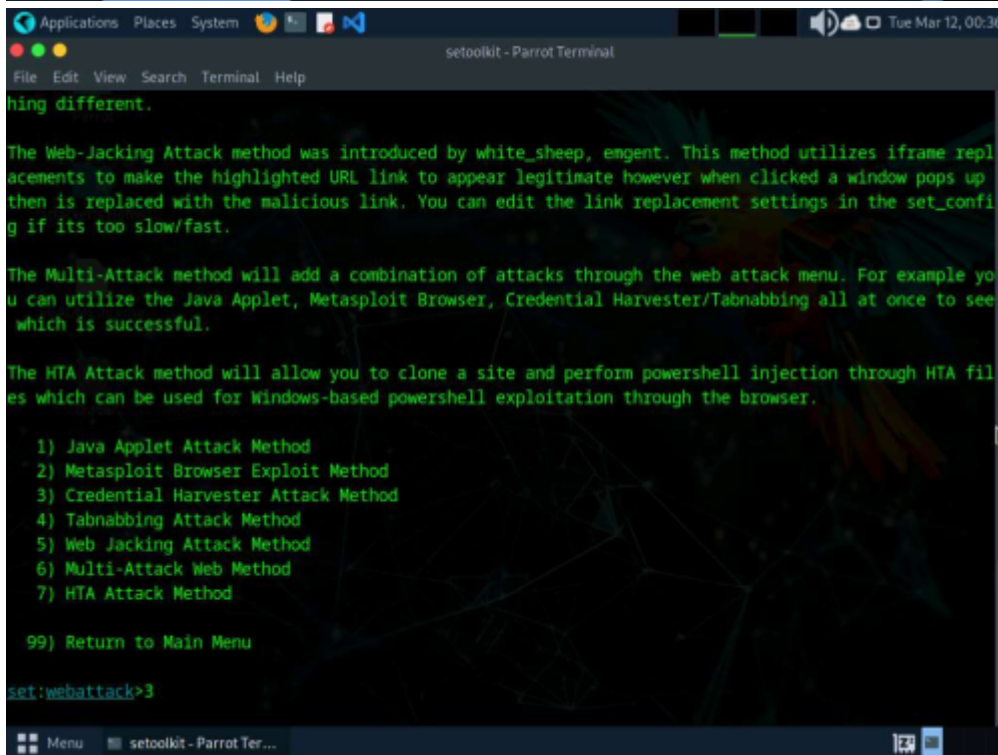 Applications Places System Tue Mar 12, 00:36
setoolkit - Parrot Terminal
File Edit View Search Terminal Help
hing different.
The Web-Jacking Attack method was introduced by white_sheep, emgent. This method utilizes iframe repl
acements to make the highlighted URL link to appear legitimate however when clicked a window pops up
then is replaced with the malicious link. You can edit the link replacement settings in the set_confi
g if its too slow/fast.
The Multi-Attack method will add a combination of attacks through the web attack menu. For example yo
u can utilize the Java Applet, Metasploit Browser, Credential Harvester/Tabnabbing all at once to see
which is successful.
The HTA Attack method will allow you to clone a site and perform powershell injection through HTA fil
es which can be used for Windows-based powershell exploitation through the browser.
1) Java Applet Attack Method
2) Metasploit Browser Exploit Method
3) Credential Harvester Attack Method
4) Tabnabbing Attack Method
5) Web Jacking Attack Method
6) Multi-Attack Web Method
7) HTA Attack Method
99) Return to Main Menu
set:webattack>3
Menu setoolkit - Parrot Ter...